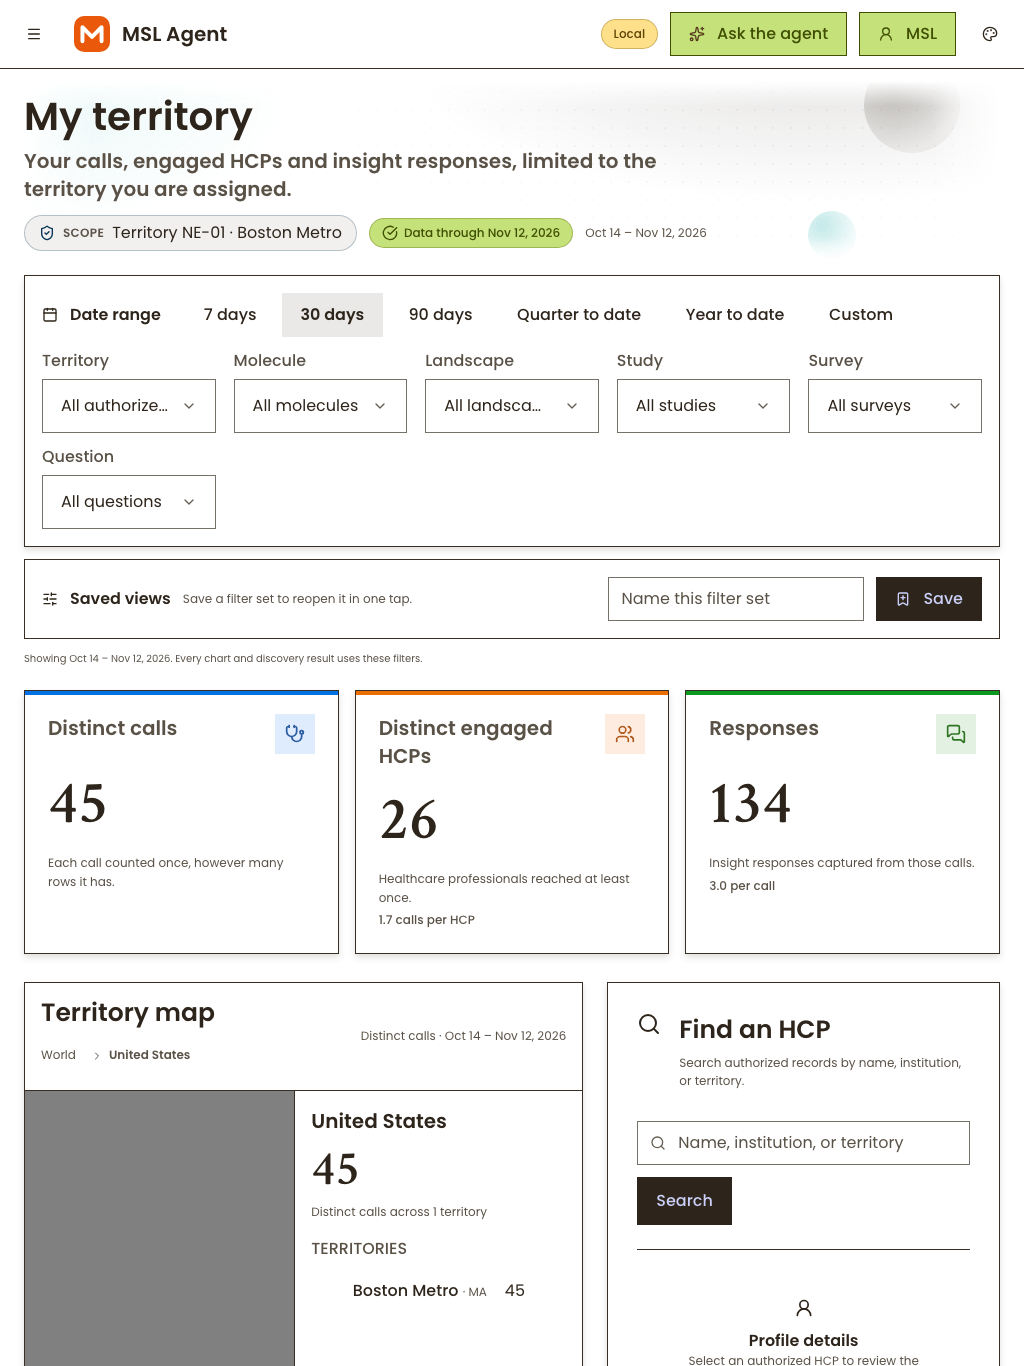 MSL Agent
Local
Ask the agent
MSL
My territory
Your calls, engaged HCPs and insight responses, limited to the
territory you are assigned.
SCOPE Territory NE-01 · Boston Metro
Data through Nov 12, 2026
Oct 14 – Nov 12, 2026
Date range
7 days
30 days
90 days
Quarter to date
Year to date
Custom
Territory
Molecule
Landscape
Study
Survey
All authorize...
All molecules
All landsca...
All studies
All surveys
Question
All questions
Saved views
Save a filter set to reopen it in one tap.
Name this filter set
Save
Showing Oct 14 – Nov 12, 2026. Every chart and discovery result uses these filters.
Distinct calls
45
Each call counted once, however many
rows it has.
Distinct engaged
HCPs
26
Healthcare professionals reached at least
once.
1.7 calls per HCP
Responses
134
Insight responses captured from those calls.
3.0 per call
Territory map
World > United States
Distinct calls · Oct 14 – Nov 12, 2026
United States
45
Distinct calls across 1 territory
TERRITORIES
Boston Metro · MA 45
Find an HCP
Search authorized records by name, institution,
or territory.
Name, institution, or territory
Search
Profile details
Select an authorized HCP to review the